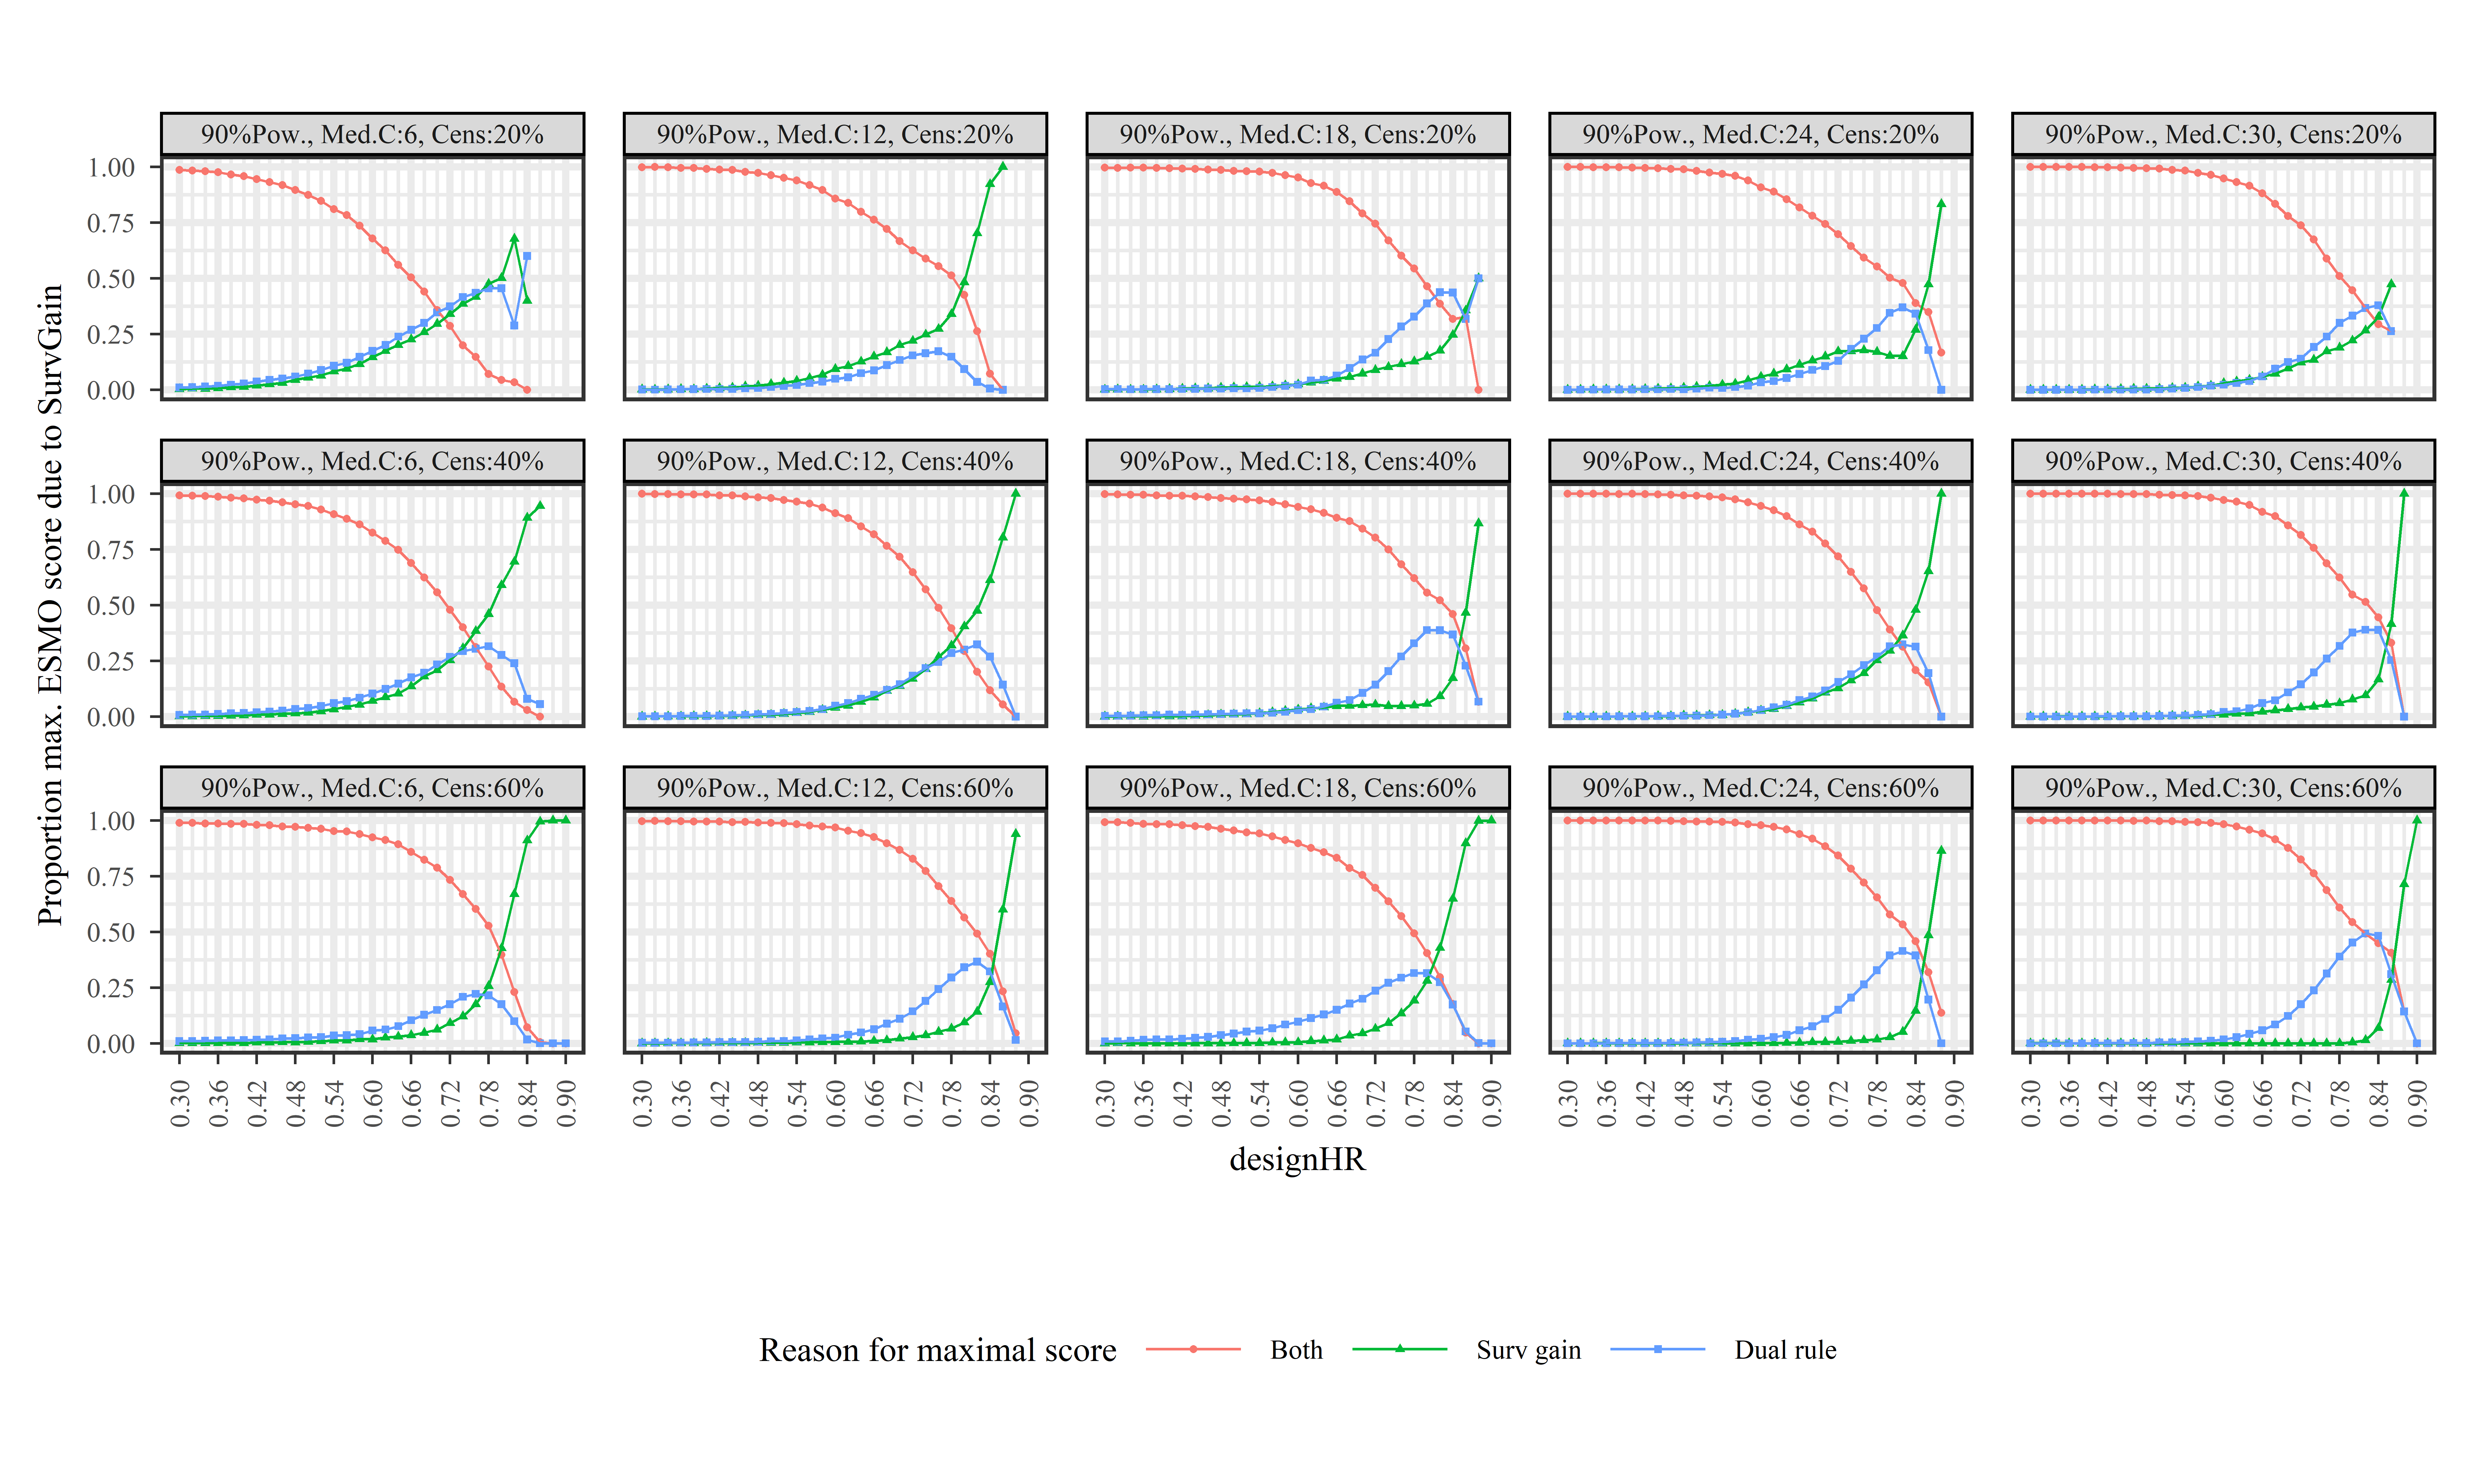 90%Pow., Med.C:6, Cens:20%
90%Pow., Med.C:12, Cens:20%
90%Pow., Med.C:18, Cens:20%
90%Pow., Med.C:24, Cens:20%
90%Pow., Med.C:30, Cens:20%
1.00
0.75
0.50
0.25
0.00
90%Pow., Med.C:6, Cens:40%
90%Pow., Med.C:12, Cens:40%
90%Pow., Med.C:18, Cens:40%
90%Pow., Med.C:24, Cens:40%
90%Pow., Med.C:30, Cens:40%
1.00
0.75
0.50
0.25
0.00
90%Pow., Med.C:6, Cens:60%
90%Pow., Med.C:12, Cens:60%
90%Pow., Med.C:18, Cens:60%
90%Pow., Med.C:24, Cens:60%
90%Pow., Med.C:30, Cens:60%
1.00
0.75
0.50
0.25
0.00
Proportion max. ESMO score due to SurvGain
0.30 0.36 0.42 0.48 0.54 0.60 0.66 0.72 0.78 0.84 0.90
0.30 0.36 0.42 0.48 0.54 0.60 0.66 0.72 0.78 0.84 0.90
0.30 0.36 0.42 0.48 0.54 0.60 0.66 0.72 0.78 0.84 0.90
0.30 0.36 0.42 0.48 0.54 0.60 0.66 0.72 0.78 0.84 0.90
0.30 0.36 0.42 0.48 0.54 0.60 0.66 0.72 0.78 0.84 0.90
designHR
Reason for maximal score Both Surv gain Dual rule